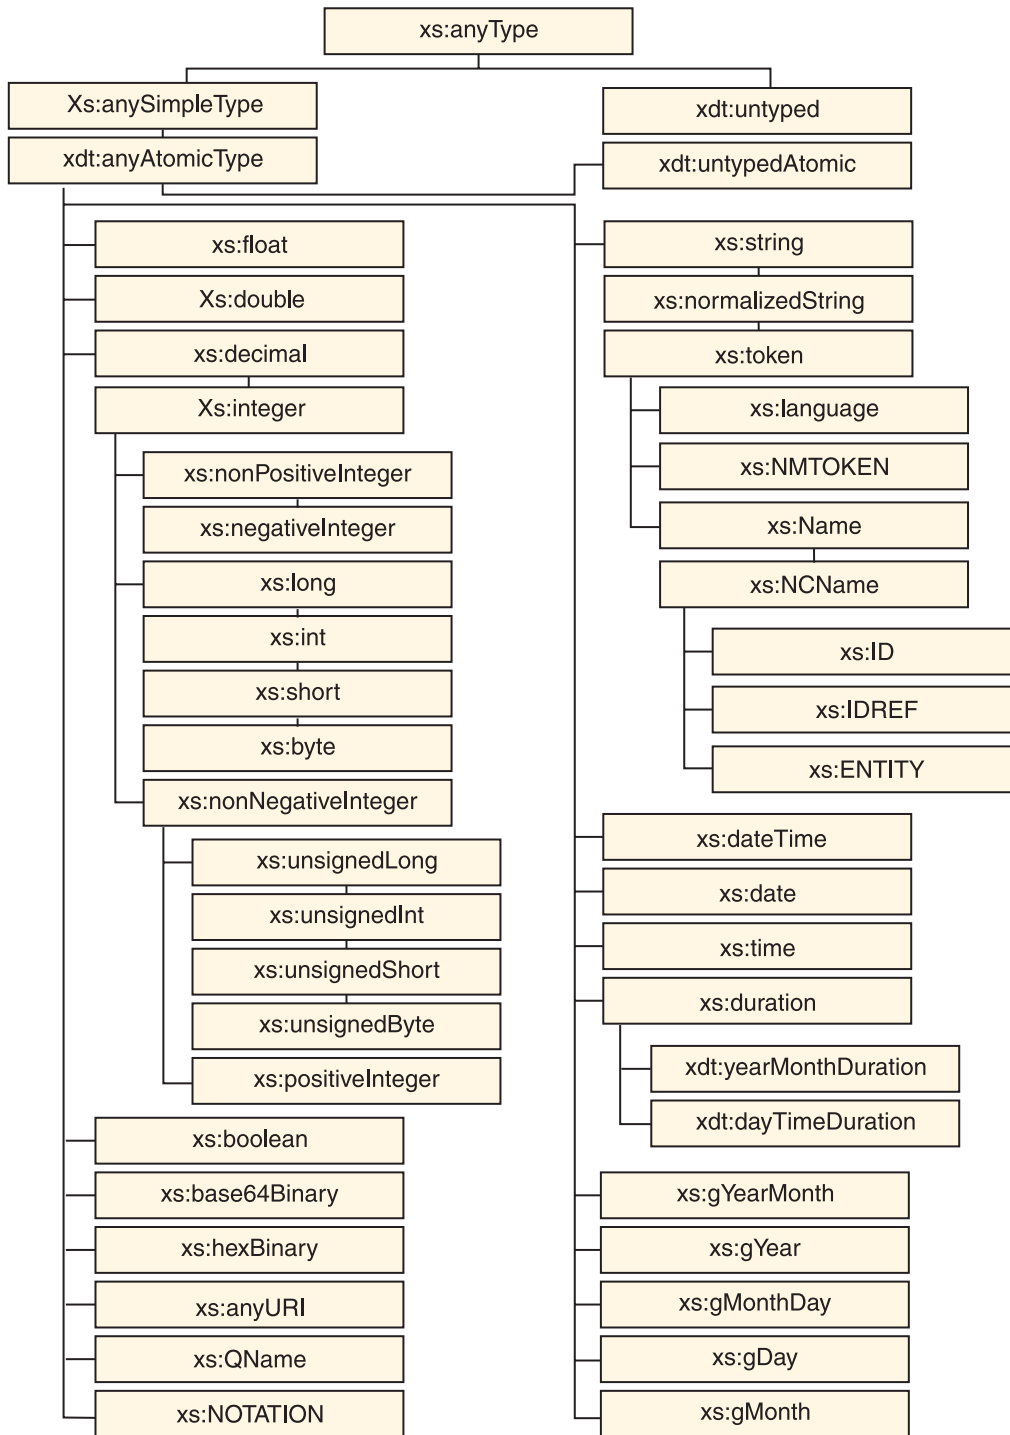 xs:anyType
Xs:anySimpleType
xdt:untyped
xdt:anyAtomicType
xdt:untypedAtomic
xs:float
Xs:double
xs:decimal
Xs:integer
xs:nonPositiveInteger
xs:negativeInteger
xs:long
xs:int
xs:short
xs:byte
xs:nonNegativeInteger
xs:unsignedLong
xs:unsignedInt
xs:unsignedShort
xs:unsignedByte
xs:positiveInteger
xs:boolean
xs:base64Binary
xs:hexBinary
xs:anyURI
xs:QName
xs:NOTATION
xs:string
xs:normalizedString
xs:token
xs:language
xs:NMTOKEN
xs:Name
xs:NCName
xs:ID
xs:IDREF
xs:ENTITY
xs:dateTime
xs:date
xs:time
xs:duration
xdt:yearMonthDuration
xdt:dayTimeDuration
xs:gYearMonth
xs:gYear
xs:gMonthDay
xs:gDay
xs:gMonth